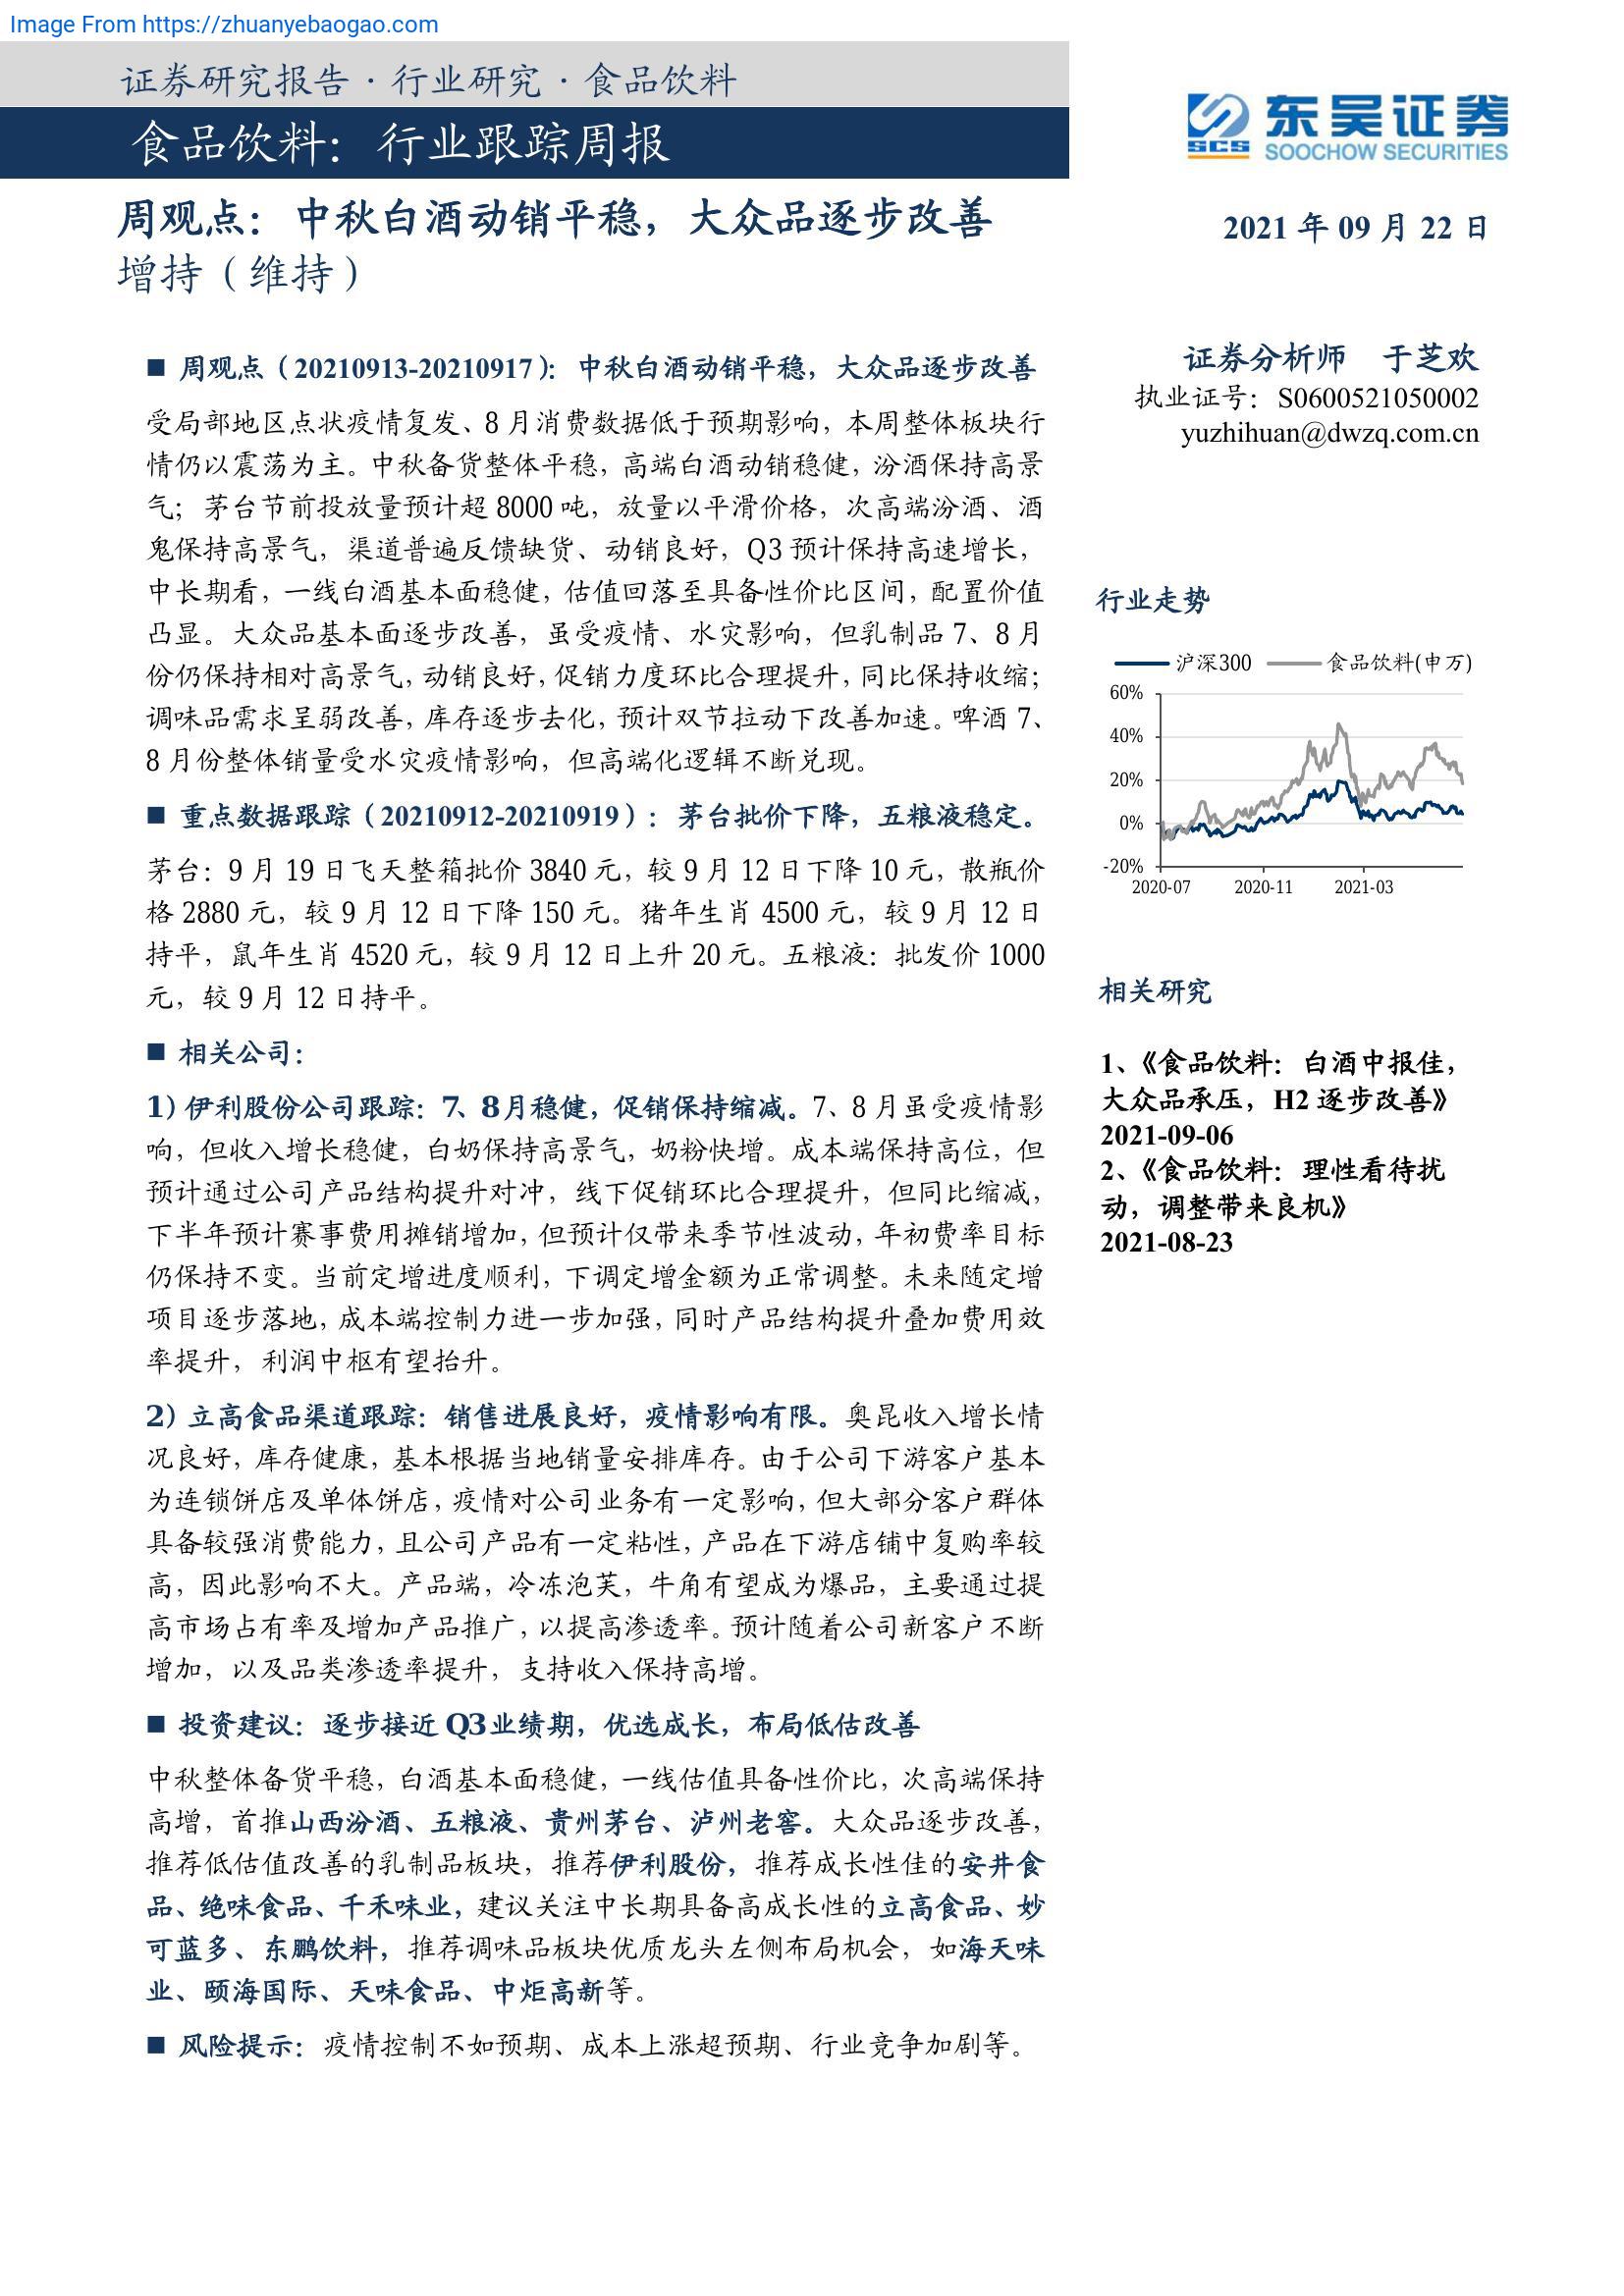 Image From https://zhuanyebaogao.com
证券研究报告·行业研究·食品饮料
食品饮料：行业跟踪周报
东吴证券
SCS
SOOCHOW SECURITIES
周观点：中秋白酒动销平稳，大众品逐步改善
增持（维持）
2021 年 09 月 22 日
■ 周观点（20210913-20210917）：中秋白酒动销平稳，大众品逐步改善
受局部地区点状疫情复发、8 月消费数据低于预期影响，本周整体板块行
情仍以震荡为主。中秋备货整体平稳，高端白酒动销稳健，汾酒保持高景
气；茅台节前投放量预计超 8000 吨，放量以平滑价格，次高端汾酒、酒
鬼保持高景气，渠道普遍反馈缺货、动销良好，Q3 预计保持高速增长，
中长期看，一线白酒基本面稳健，估值回落至具备性价比区间，配置价值
凸显。大众品基本面逐步改善，虽受疫情、水灾影响，但乳制品 7、8 月
份仍保持相对高景气，动销良好，促销力度环比合理提升，同比保持收缩；
调味品需求呈弱改善，库存逐步去化，预计双节拉动下改善加速。啤酒 7、
8 月份整体销量受水灾疫情影响，但高端化逻辑不断兑现。
■ 重点数据跟踪（20210912-20210919）：茅台批价下降，五粮液稳定。
茅台：9 月 19 日飞天整箱批价 3840 元，较 9 月 12 日下降 10 元，散瓶价
格 2880 元，较 9 月 12 日下降 150 元。猪年生肖 4500 元，较 9 月 12 日
持平，鼠年生肖 4520 元，较 9 月 12 日上升 20 元。五粮液：批发价 1000
元，较 9 月 12 日持平。
■ 相关公司：
1）伊利股份公司跟踪：7、8月稳健，促销保持缩减。7、8 月虽受疫情影
响，但收入增长稳健，白奶保持高景气，奶粉快增。成本端保持高位，但
预计通过公司产品结构提升对冲，线下促销环比合理提升，但同比缩减，
下半年预计赛事费用摊销增加，但预计仅带来季节性波动，年初费率目标
仍保持不变。当前定增进度顺利，下调定增金额为正常调整。未来随定增
项目逐步落地，成本端控制力进一步加强，同时产品结构提升叠加费用效
率提升，利润中枢有望抬升。
2）立高食品渠道跟踪：销售进展良好，疫情影响有限。奥昆收入增长情
况良好，库存健康，基本根据当地销量安排库存。由于公司下游客户基本
为连锁饼店及单体饼店，疫情对公司业务有一定影响，但大部分客户群体
具备较强消费能力，且公司产品有一定粘性，产品在下游店铺中复购率较
高，因此影响不大。产品端，冷冻泡芙，牛角有望成为爆品，主要通过提
高市场占有率及增加产品推广，以提高渗透率。预计随着公司新客户不断
增加，以及品类渗透率提升，支持收入保持高增。
■ 投资建议：逐步接近 Q3业绩期，优选成长，布局低估改善
中秋整体备货平稳，白酒基本面稳健，一线估值具备性价比，次高端保持
高增，首推山西汾酒、五粮液、贵州茅台、泸州老窖。大众品逐步改善，
推荐低估值改善的乳制品板块，推荐伊利股份，推荐成长性佳的安井食
品、绝味食品、千禾味业，建议关注中长期具备高成长性的立高食品、妙
可蓝多、东鹏饮料，推荐调味品板块优质龙头左侧布局机会，如海天味
业、颐海国际、天味食品、中炬高新等。
■ 风险提示：疫情控制不如预期、成本上涨超预期、行业竞争加剧等。
证券分析师 于芝欢
执业证号：S0600521050002
yuzhihuan@dwzq.com.cn
行业走势
沪深300 食品饮料(申万)
60%
40%
20%
0%
-20%
2020-07 2020-11 2021-03
相关研究
1、《食品饮料：白酒中报佳，
大众品承压，H2 逐步改善》
2021-09-06
2、《食品饮料：理性看待扰
动，调整带来良机》
2021-08-23